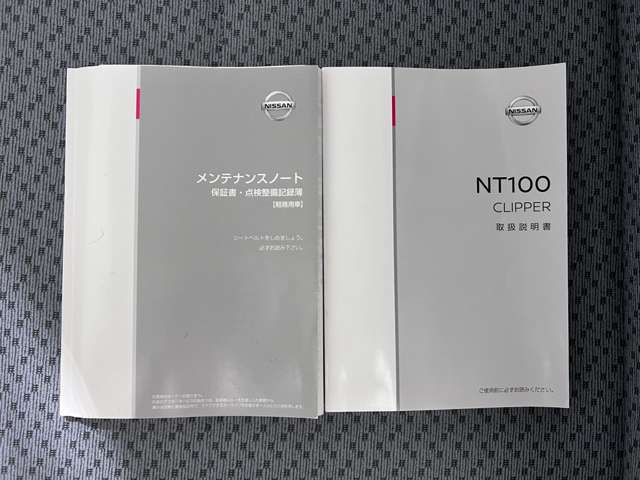 NISSAN
メンテナンスノート
保証書・点検整備記録簿
【軽商用車】
シートベルトをしめましょう。
必ずお読み下さい。
NISSAN
NT100
CLIPPER
取扱説明書
ご使用前に必ずお読みください。